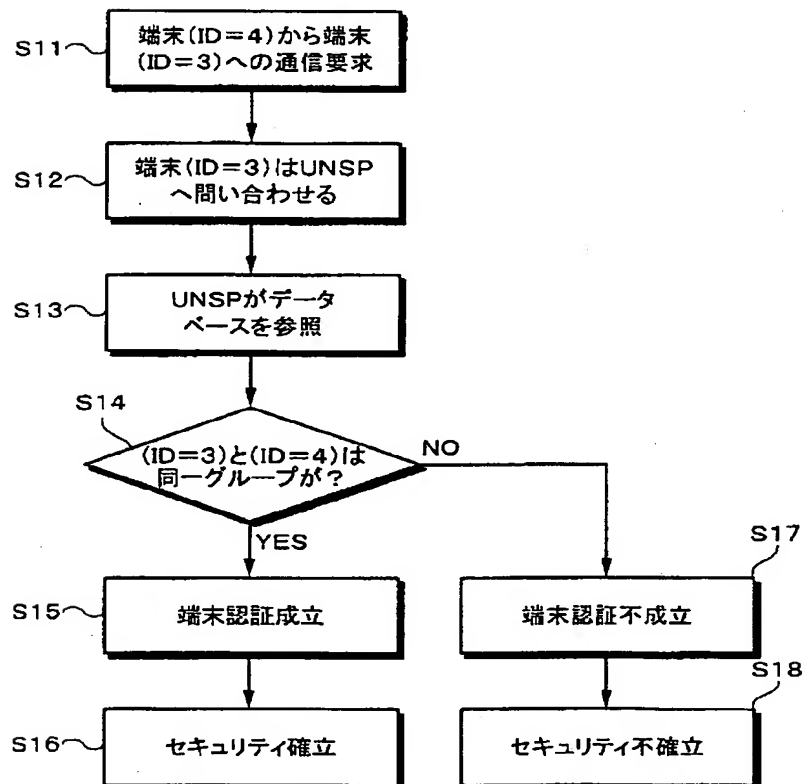 S11
端末(ID=4)から端末
(ID=3)への通信要求
S12
端末(ID=3)はUNSP
へ問い合わせる
S13
UNSPがデータ
ベースを参照
S14
(ID=3)と(ID=4)は
同一グループが?
NO
YES
S15
端末認証成立
S17
端末認証不成立
S16
セキュリティ確立
S18
セキュリティ不確立